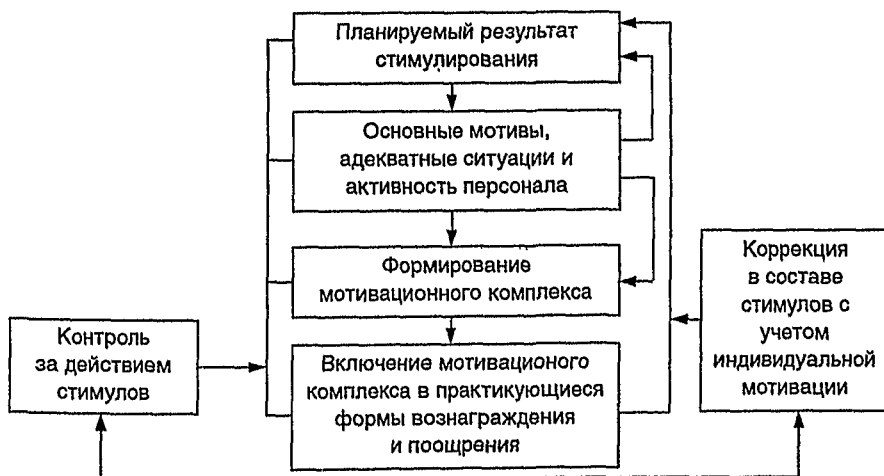 Планируемый результат
стимулирования
Основные мотивы,
адекватные ситуации и
активность персонала
Формирование
мотивационного комплекса
Включение мотивационого
комплекса в практикующиеся
формы вознаграждения
и поощрения
Контроль
за действием
стимулов
Коррекция
в составе
стимулов с
учетом
индивидуальной
мотивации